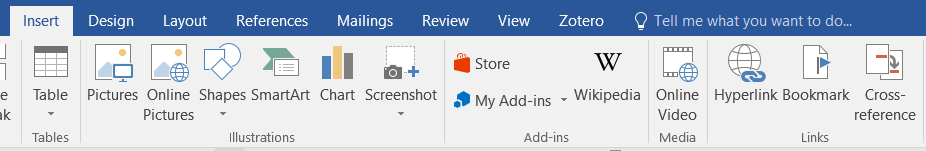 Insert Design Layout References Mailings Review View Zotero Tell me what you want to do...
Store
W
Table Pictures Online Pictures Shapes SmartArt Chart Screenshot My Add-ins Wikipedia Online Video Hyperlink Bookmark Cross-reference
Tables Illustrations Add-ins Media Links